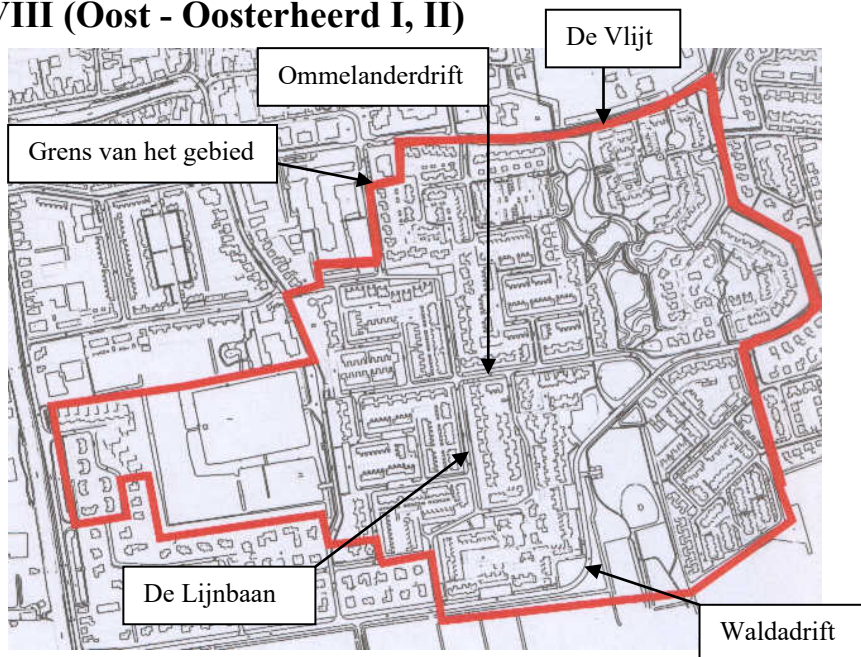 VIII (Oost - Oosterheerd I, II)
De Vlijt
Ommelanderdrift
Grens van het gebied
De Lijnbaan
Waldadrift